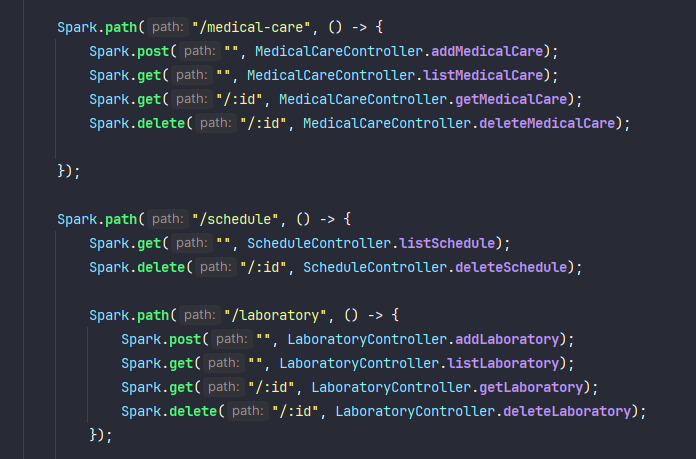 Spark.path( path: "/medical-care", () -> {
Spark.post( path: "", MedicalCareController.addMedicalCare);
Spark.get( path: "", MedicalCareController.listMedicalCare);
Spark.get( path: "/:id", MedicalCareController.getMedicalCare);
Spark.delete( path: "/:id", MedicalCareController.deleteMedicalCare);
});
Spark.path( path: "/schedule", () -> {
Spark.get( path: "", ScheduleController.listSchedule);
Spark.delete( path: "/:id", ScheduleController.deleteSchedule);
Spark.path( path: "/laboratory", () -> {
Spark.post( path: "", LaboratoryController.addLaboratory);
Spark.get( path: "", LaboratoryController.listLaboratory);
Spark.get( path: "/:id", LaboratoryController.getLaboratory);
Spark.delete( path: "/:id", LaboratoryController.deleteLaboratory);
});